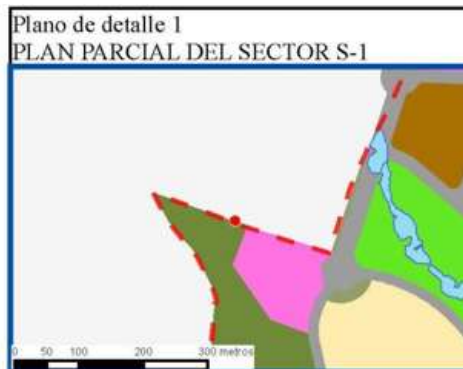 Plano de detalle 1
PLAN PARCIAL DEL SECTOR S-1
0 50 100 200 300 metros